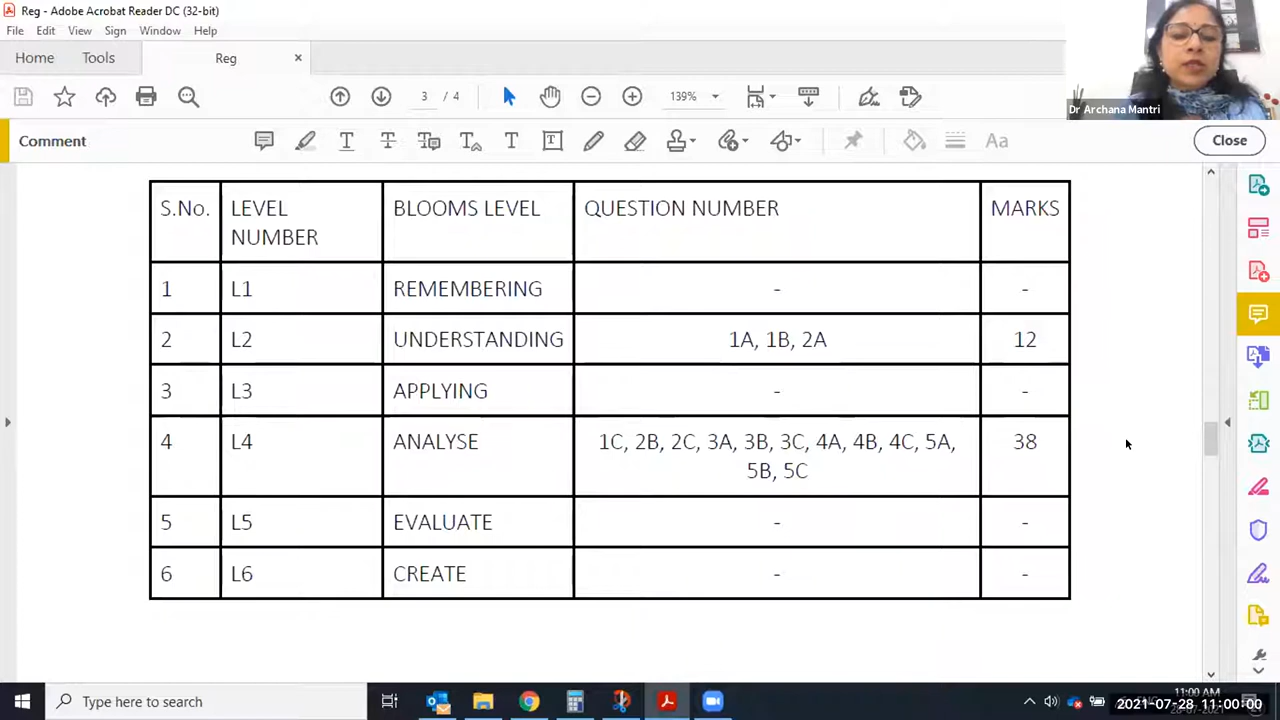 Reg - Adobe Acrobat Reader DC (32-bit)
File Edit View Sign Window Help
Home Tools Reg ×
3 / 4 139%
Dr Archana Mantri
Comment Aa Close
S.No. LEVEL NUMBER BLOOMS LEVEL QUESTION NUMBER MARKS
1 L1 REMEMBERING - -
2 L2 UNDERSTANDING 1A, 1B, 2A 12
3 L3 APPLYING - -
4 L4 ANALYSE 1C, 2B, 2C, 3A, 3B, 3C, 4A, 4B, 4C, 5A, 38
5B, 5C
5 L5 EVALUATE - -
6 L6 CREATE - -
Type here to search
11:00 AM
2021-07-28 11:00:00